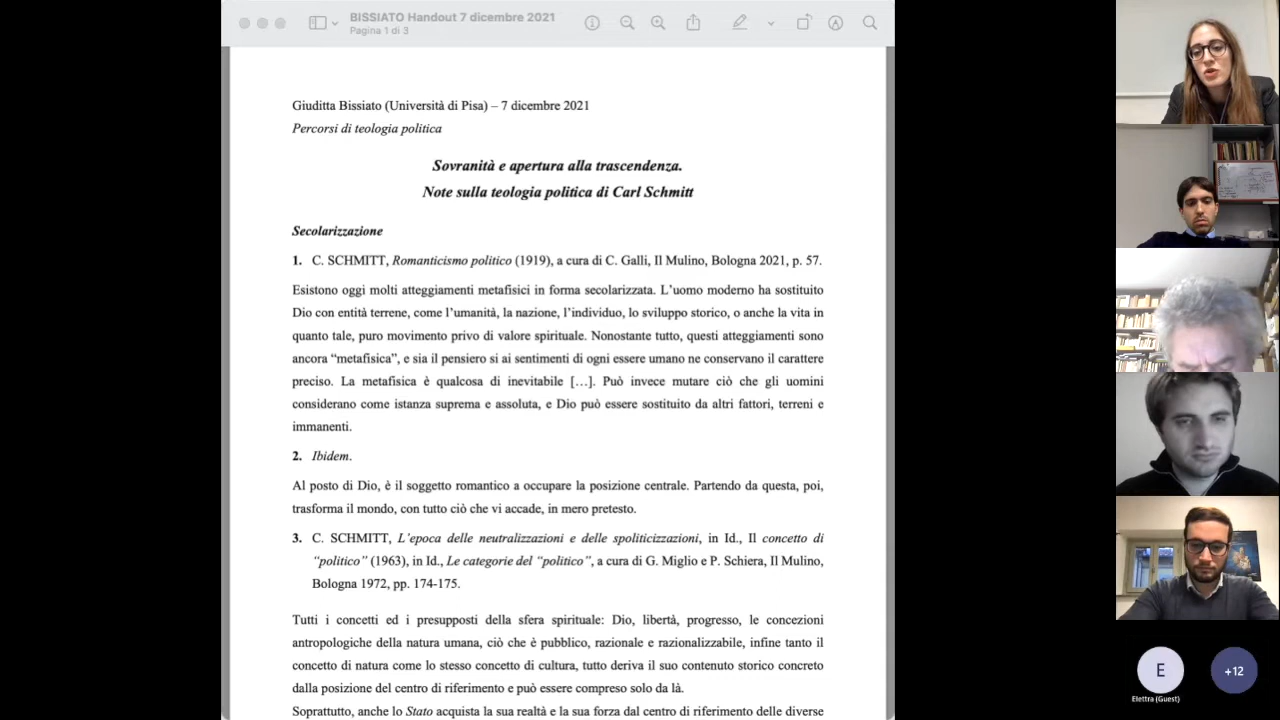 BISSIATO Handout 7 dicembre 2021
Pagina 1 di 3
Giuditta Bissiato (Università di Pisa) – 7 dicembre 2021
Percorsi di teologia politica
Sovranità e apertura alla trascendenza.
Note sulla teologia politica di Carl Schmitt
Secolarizzazione
1. C. SCHMITT, Romanticismo politico (1919), a cura di C. Galli, Il Mulino, Bologna 2021, p. 57.
Esistono oggi molti atteggiamenti metafisici in forma secolarizzata. L’uomo moderno ha sostituito
Dio con entità terrene, come l’umanità, la nazione, l’individuo, lo sviluppo storico, o anche la vita in
quanto tale, puro movimento privo di valore spirituale. Nonostante tutto, questi atteggiamenti sono
ancora “metafisica”, e sia il pensiero si ai sentimenti di ogni essere umano ne conservano il carattere
preciso. La metafisica è qualcosa di inevitabile […]. Può invece mutare ciò che gli uomini
considerano come istanza suprema e assoluta, e Dio può essere sostituito da altri fattori, terreni e
immanenti.
2. Ibidem.
Al posto di Dio, è il soggetto romantico a occupare la posizione centrale. Partendo da questa, poi,
trasforma il mondo, con tutto ciò che vi accade, in mero pretesto.
3. C. SCHMITT, L’epoca delle neutralizzazioni e delle spoliticizzazioni, in Id., Il concetto di
“politico” (1963), in Id., Le categorie del “politico”, a cura di G. Miglio e P. Schiera, Il Mulino,
Bologna 1972, pp. 174-175.
Tutti i concetti ed i presupposti della sfera spirituale: Dio, libertà, progresso, le concezioni
antropologiche della natura umana, ciò che è pubblico, razionale e razionalizzabile, infine tanto il
concetto di natura come lo stesso concetto di cultura, tutto deriva il suo contenuto storico concreto
dalla posizione del centro di riferimento e può essere compreso solo da là.
Soprattutto, anche lo Stato acquista la sua realtà e la sua forza dal centro di riferimento delle diverse
E
+12
Elettra (Guest)